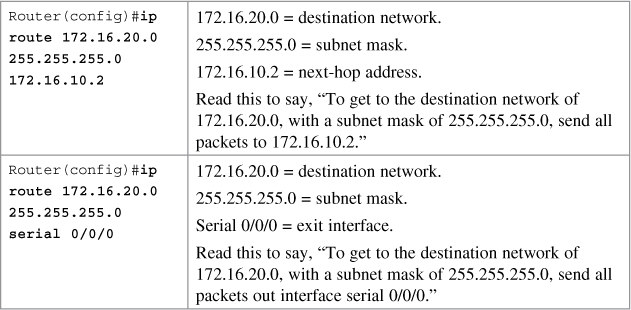 Router(config)#ip
route 172.16.20.0
255.255.255.0
172.16.10.2
172.16.20.0 = destination network.
255.255.255.0 = subnet mask.
172.16.10.2 = next-hop address.
Read this to say, “To get to the destination network of
172.16.20.0, with a subnet mask of 255.255.255.0, send all
packets to 172.16.10.2.”
Router(config)#ip
route 172.16.20.0
255.255.255.0
serial 0/0/0
172.16.20.0 = destination network.
255.255.255.0 = subnet mask.
Serial 0/0/0 = exit interface.
Read this to say, “To get to the destination network of
172.16.20.0, with a subnet mask of 255.255.255.0, send all
packets out interface serial 0/0/0.”